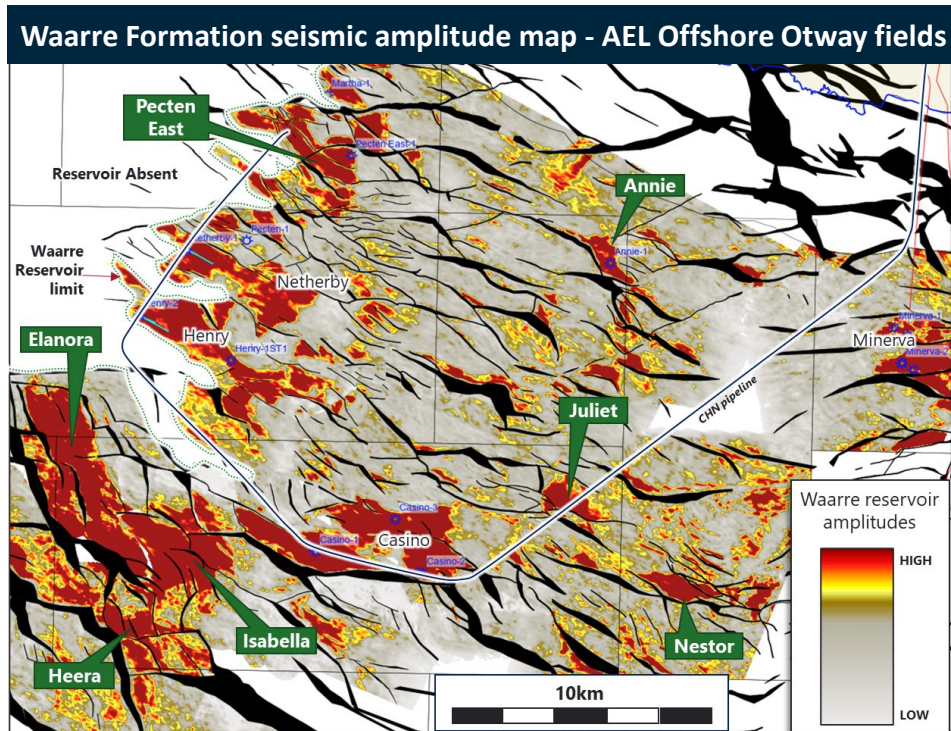 Waarre Formation seismic amplitude map - AEL Offshore Otway fields
Martha-1
Pecten
East
Pecten East-1
Reservoir Absent
Annie
Pecten-1
Annie-1
Waarre
Reservoir
limit
Netherby
Minerva-1
Elanora
Henry
Minerva
Henry-1ST1
CHN pipeline
Juliet
Waarre reservoir
amplitudes
HIGH
Casino-3
Casino
Casino-1
Casino-2
Isabella
Nestor
Heera
10km
LOW